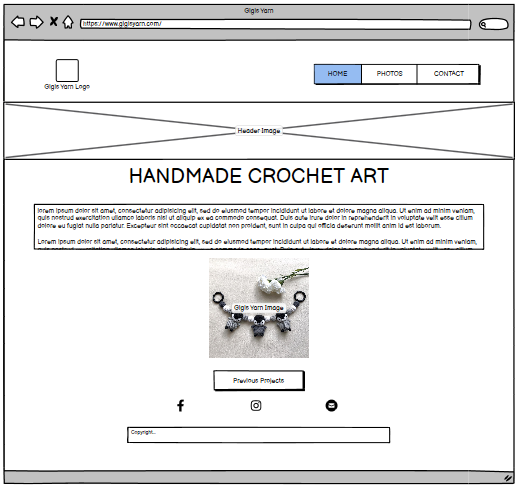 Gigis Yarn
https://www.gigisyarn.com/
Gigis Yarn Logo
HOME PHOTOS CONTACT
Header Image
HANDMADE CROCHET ART
lorem ipsum dolor sit amet, consectetur adipisicing elit, sed do eiusmod tempor incididunt ut labore et dolore magna aliqua. Ut enim ad minim veniam,
quis nostrud exercitation ullamco laboris nisi ut aliquip ex ea commodo consequat. Duis aute irure dolor in reprehenderit in voluptate velit esse cillum
dolore eu fugiat nulla pariatur. Excepteur sint occaecat cupidatat non proident, sunt in culpa qui officia deserunt mollit anim id est laborum.
Lorem ipsum dolor sit amet, consectetur adipisicing elit, sed do eiusmod tempor incididunt ut labore et dolore magna aliqua. Ut enim ad minim veniam,
Gigis Yarn Image
Previous Projects
Copyright...